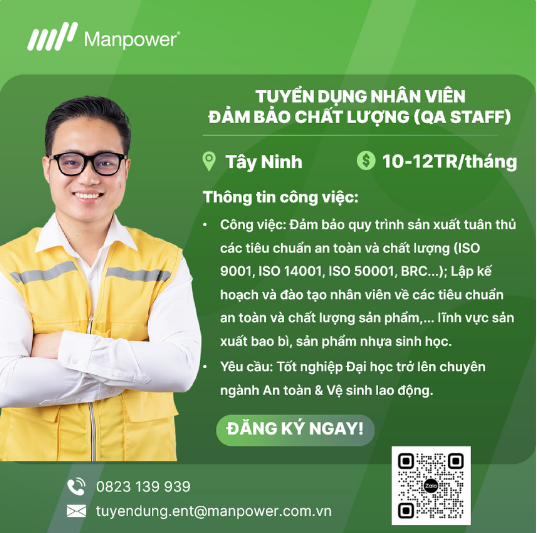 Manpower®
TUYỂN DỤNG NHÂN VIÊN
ĐẢM BẢO CHẤT LƯỢNG (QA STAFF)
Tây Ninh
$ 10-12TR/tháng
Thông tin công việc:
• Công việc: Đảm bảo quy trình sản xuất tuân thủ
các tiêu chuẩn an toàn và chất lượng (ISO
9001, ISO 14001, ISO 50001, BRC...); Lập kế
hoạch và đào tạo nhân viên về các tiêu chuẩn
an toàn và chất lượng sản phẩm,... lĩnh vực sản
xuất bao bì, sản phẩm nhựa sinh học.
• Yêu cầu: Tốt nghiệp Đại học trở lên chuyên
ngành An toàn & Vệ sinh lao động.
ĐĂNG KÝ NGAY!
Zalo
0823 139 939
tuyendung.ent@manpower.com.vn